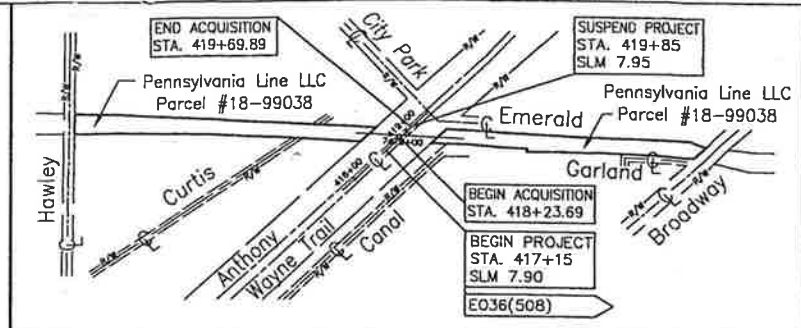 END ACQUISITION
STA. 419+69.89
City Park
SUSPEND PROJECT
STA. 419+85
SLM 7.95
Pennsylvania Line LLC
Parcel #18-99038
Pennsylvania Line LLC
Parcel #18-99038
Emerald
Garland
Hawley
Curtis
Anthony
Wayne Trail
Canal
Broadway
BEGIN ACQUISITION
STA. 418+23.69
BEGIN PROJECT
STA. 417+15
SLM 7.90
E036(508)
R/W
R/W
R/W
R/W
R/W
R/W
R/W